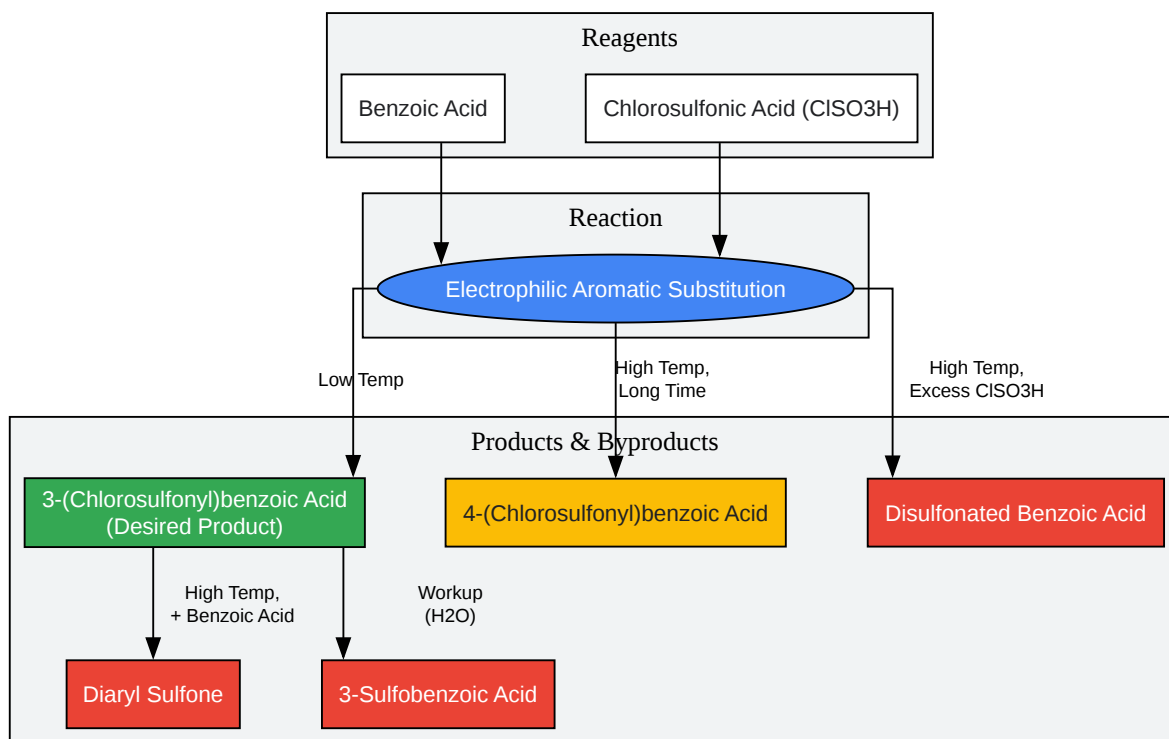 Reagents
Benzoic Acid
Chlorosulfonic Acid (ClSO3H)
Reaction
Electrophilic Aromatic Substitution
Low Temp
High Temp,
Long Time
High Temp,
Excess ClSO3H
Products & Byproducts
3-(Chlorosulfonyl)benzoic Acid
(Desired Product)
4-(Chlorosulfonyl)benzoic Acid
Disulfonated Benzoic Acid
High Temp,
+ Benzoic Acid
Workup
(H2O)
Diaryl Sulfone
3-Sulfobenzoic Acid